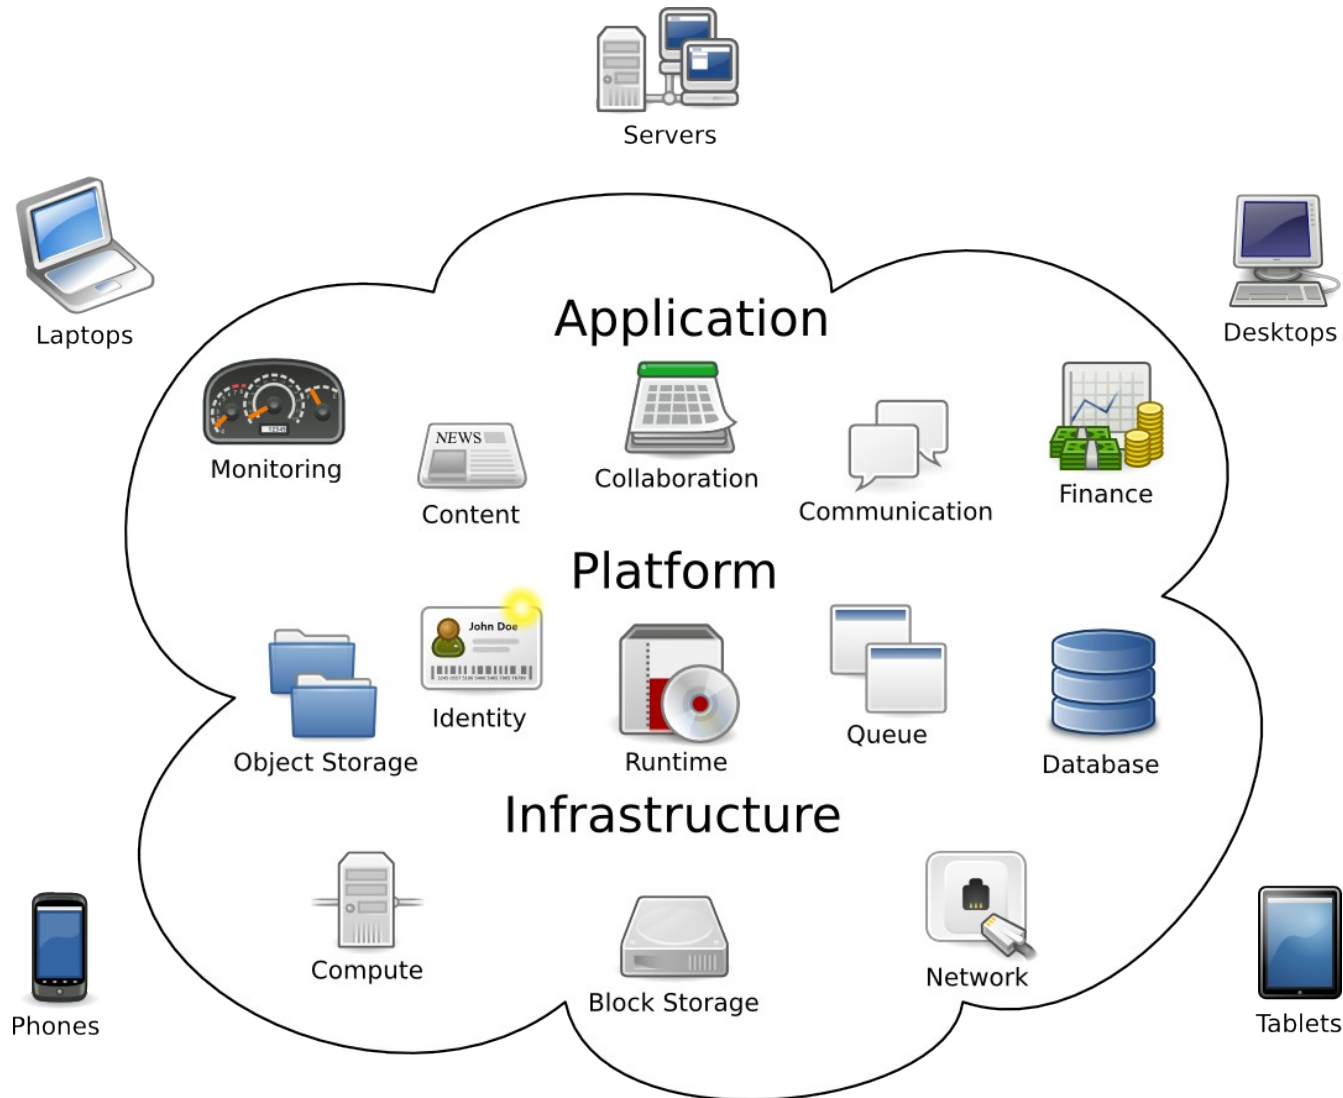 Servers
Laptops
Desktops
Application
Monitoring
NEWS
Content
Collaboration
Communication
Finance
Platform
John Doe
Object Storage
Identity
Runtime
Queue
Database
Infrastructure
Compute
Block Storage
Network
Phones
Tablets